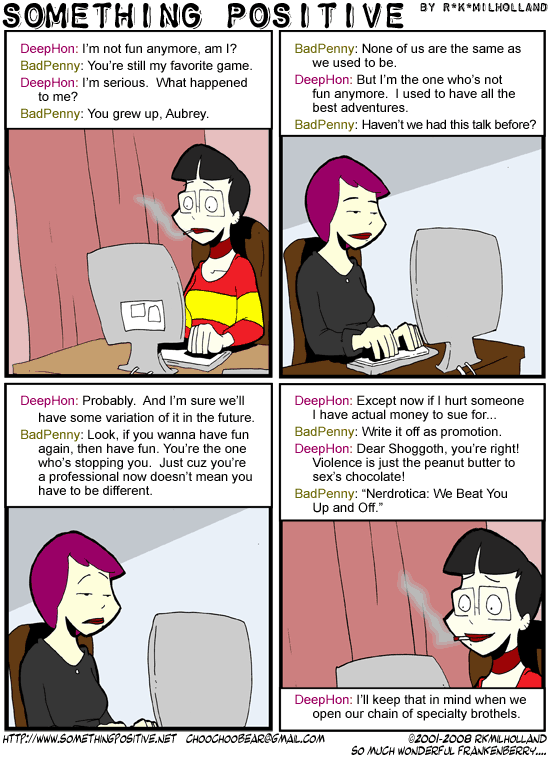 SOMETHING POSITIVE BY R*K*MILHOLLAND
DeepHon: I'm not fun anymore, am I?
BadPenny: You're still my favorite game.
DeepHon: I'm serious. What happened
to me?
BadPenny: You grew up, Aubrey.
BadPenny: None of us are the same as
we used to be.
DeepHon: But I'm the one who's not
fun anymore. I used to have all the
best adventures.
BadPenny: Haven't we had this talk before?
DeepHon: Probably. And I'm sure we'll
have some variation of it in the future.
BadPenny: Look, if you wanna have fun
again, then have fun. You're the one
who's stopping you. Just cuz you're
a professional now doesn't mean you
have to be different.
DeepHon: Except now if I hurt someone
I have actual money to sue for...
BadPenny: Write it off as promotion.
DeepHon: Dear Shoggoth, you're right!
Violence is just the peanut butter to
sex's chocolate!
BadPenny: “Nerdrotica: We Beat You
Up and Off.”
DeepHon: I'll keep that in mind when we
open our chain of specialty brothels.
HTTP://WWW.SOMETHINGPOSITIVE.NET CHOOCHOOBEAR@GMAIL.COM
©2001-2008 RKMILHOLLAND
SO MUCH WONDERFUL FRANKENBERRY....